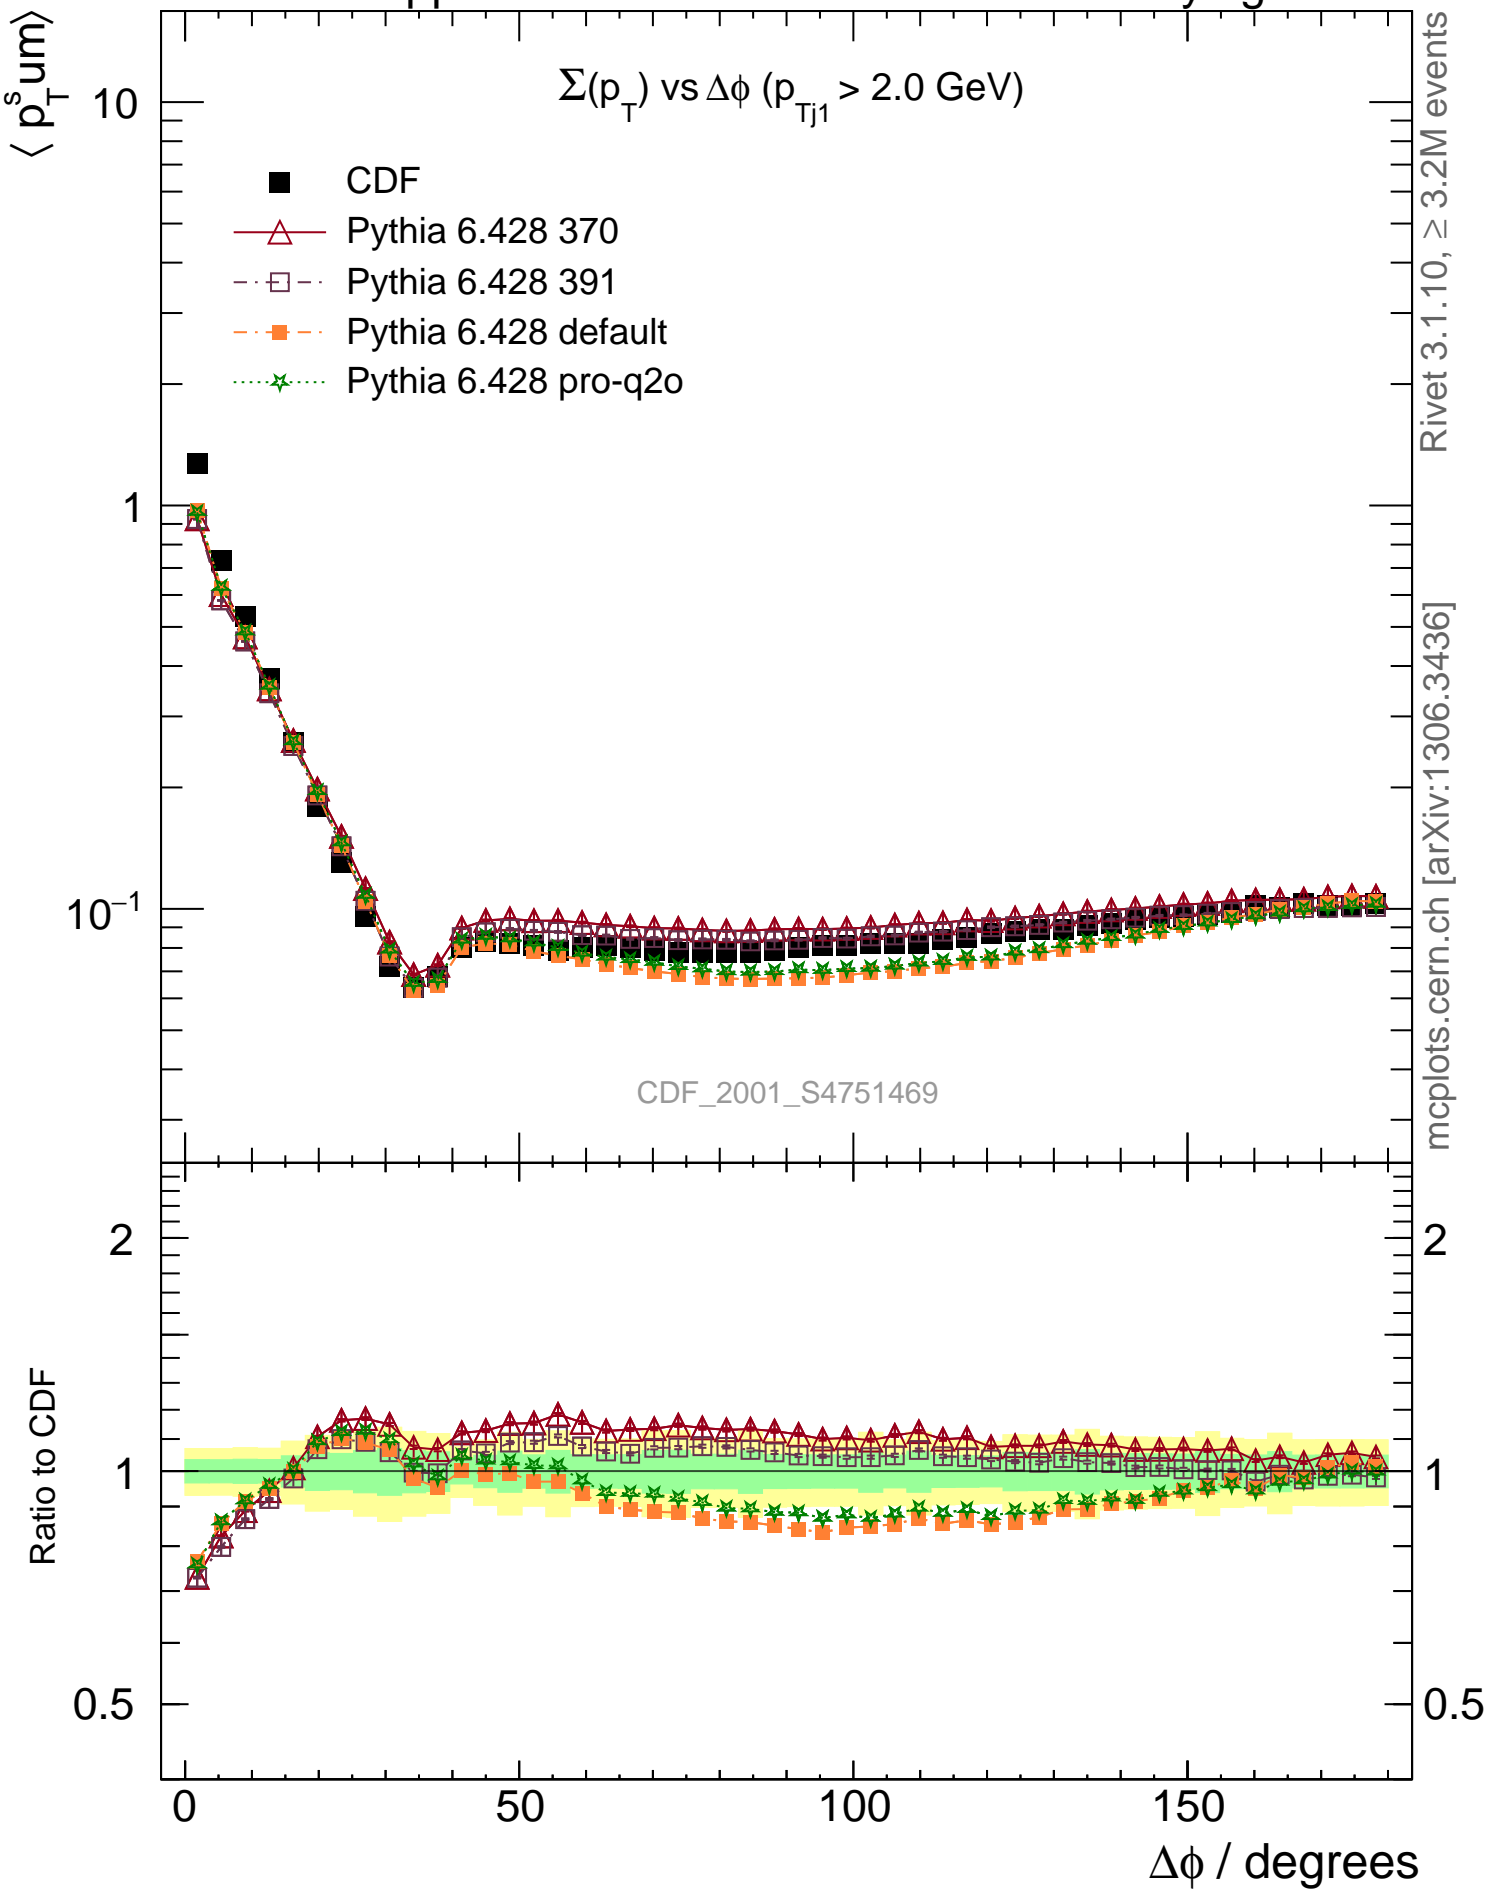 ⟨ p_T^sum⟩
Σ(p_T) vs Δϕ (p_Tj1 > 2.0 GeV)
CDF
Pythia 6.428 370
Pythia 6.428 391
Pythia 6.428 default
Pythia 6.428 pro-q2o
10
1
10⁻¹
CDF_2001_S4751469
Rivet 3.1.10, ≥ 3.2M events
mcplots.cern.ch [arXiv:1306.3436]
Ratio to CDF
2
1
0.5
2
1
0.5
0
50
100
150
Δϕ / degrees